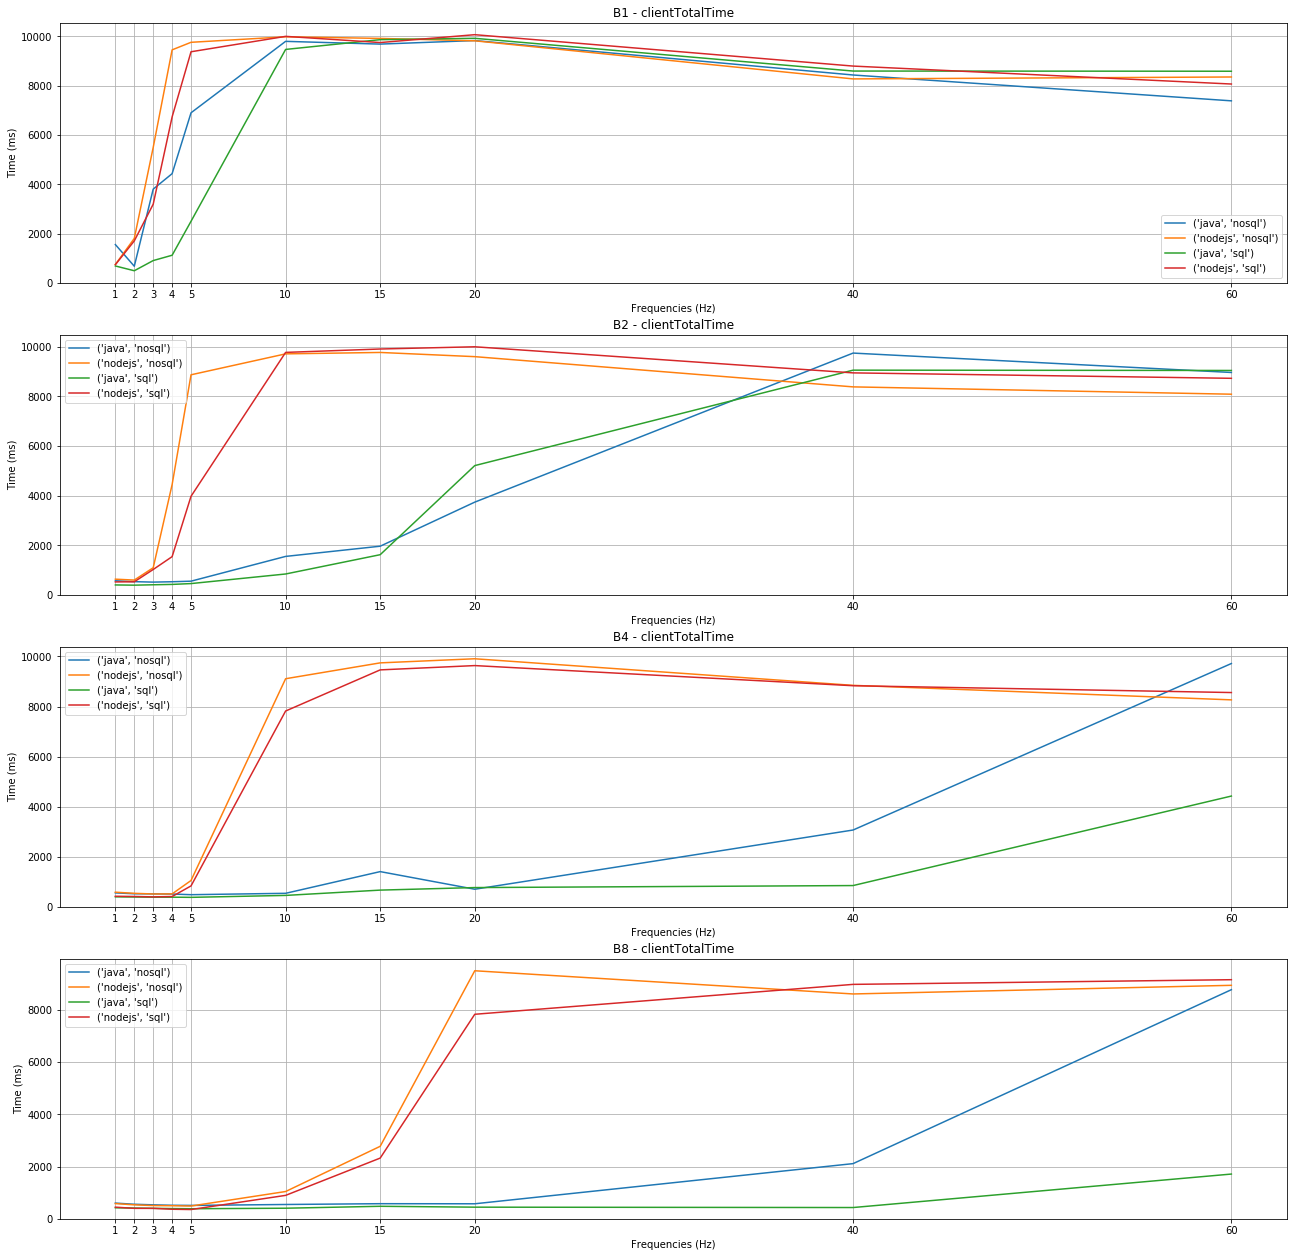 B1 - clientTotalTime
10000
8000
6000
4000
2000
0
Time (ms)
('java', 'nosql')
('nodejs', 'nosql')
('java', 'sql')
('nodejs', 'sql')
1 2 3 4 5 10 15 20 40 60
Frequencies (Hz)
B2 - clientTotalTime
10000
8000
6000
4000
2000
0
Time (ms)
('java', 'nosql')
('nodejs', 'nosql')
('java', 'sql')
('nodejs', 'sql')
1 2 3 4 5 10 15 20 40 60
Frequencies (Hz)
B4 - clientTotalTime
10000
8000
6000
4000
2000
0
Time (ms)
('java', 'nosql')
('nodejs', 'nosql')
('java', 'sql')
('nodejs', 'sql')
1 2 3 4 5 10 15 20 40 60
Frequencies (Hz)
B8 - clientTotalTime
8000
6000
4000
2000
0
Time (ms)
('java', 'nosql')
('nodejs', 'nosql')
('java', 'sql')
('nodejs', 'sql')
1 2 3 4 5 10 15 20 40 60
Frequencies (Hz)